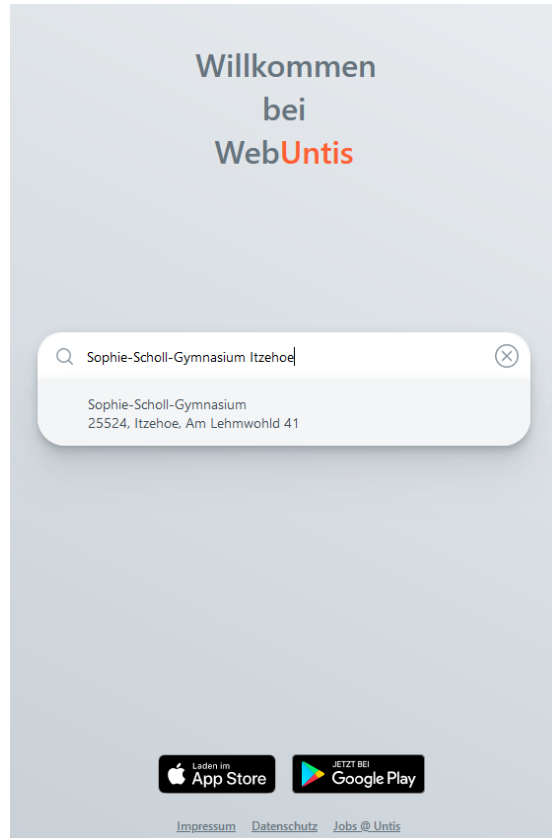 Willkommen
bei
WebUntis
Sophie-Scholl-Gymnasium Itzehoe
Sophie-Scholl-Gymnasium
25524, Itzehoe, Am Lehmwohld 41
Laden im
App Store
JETZT BEI
Google Play
Impressum Datenschutz Jobs @ Untis